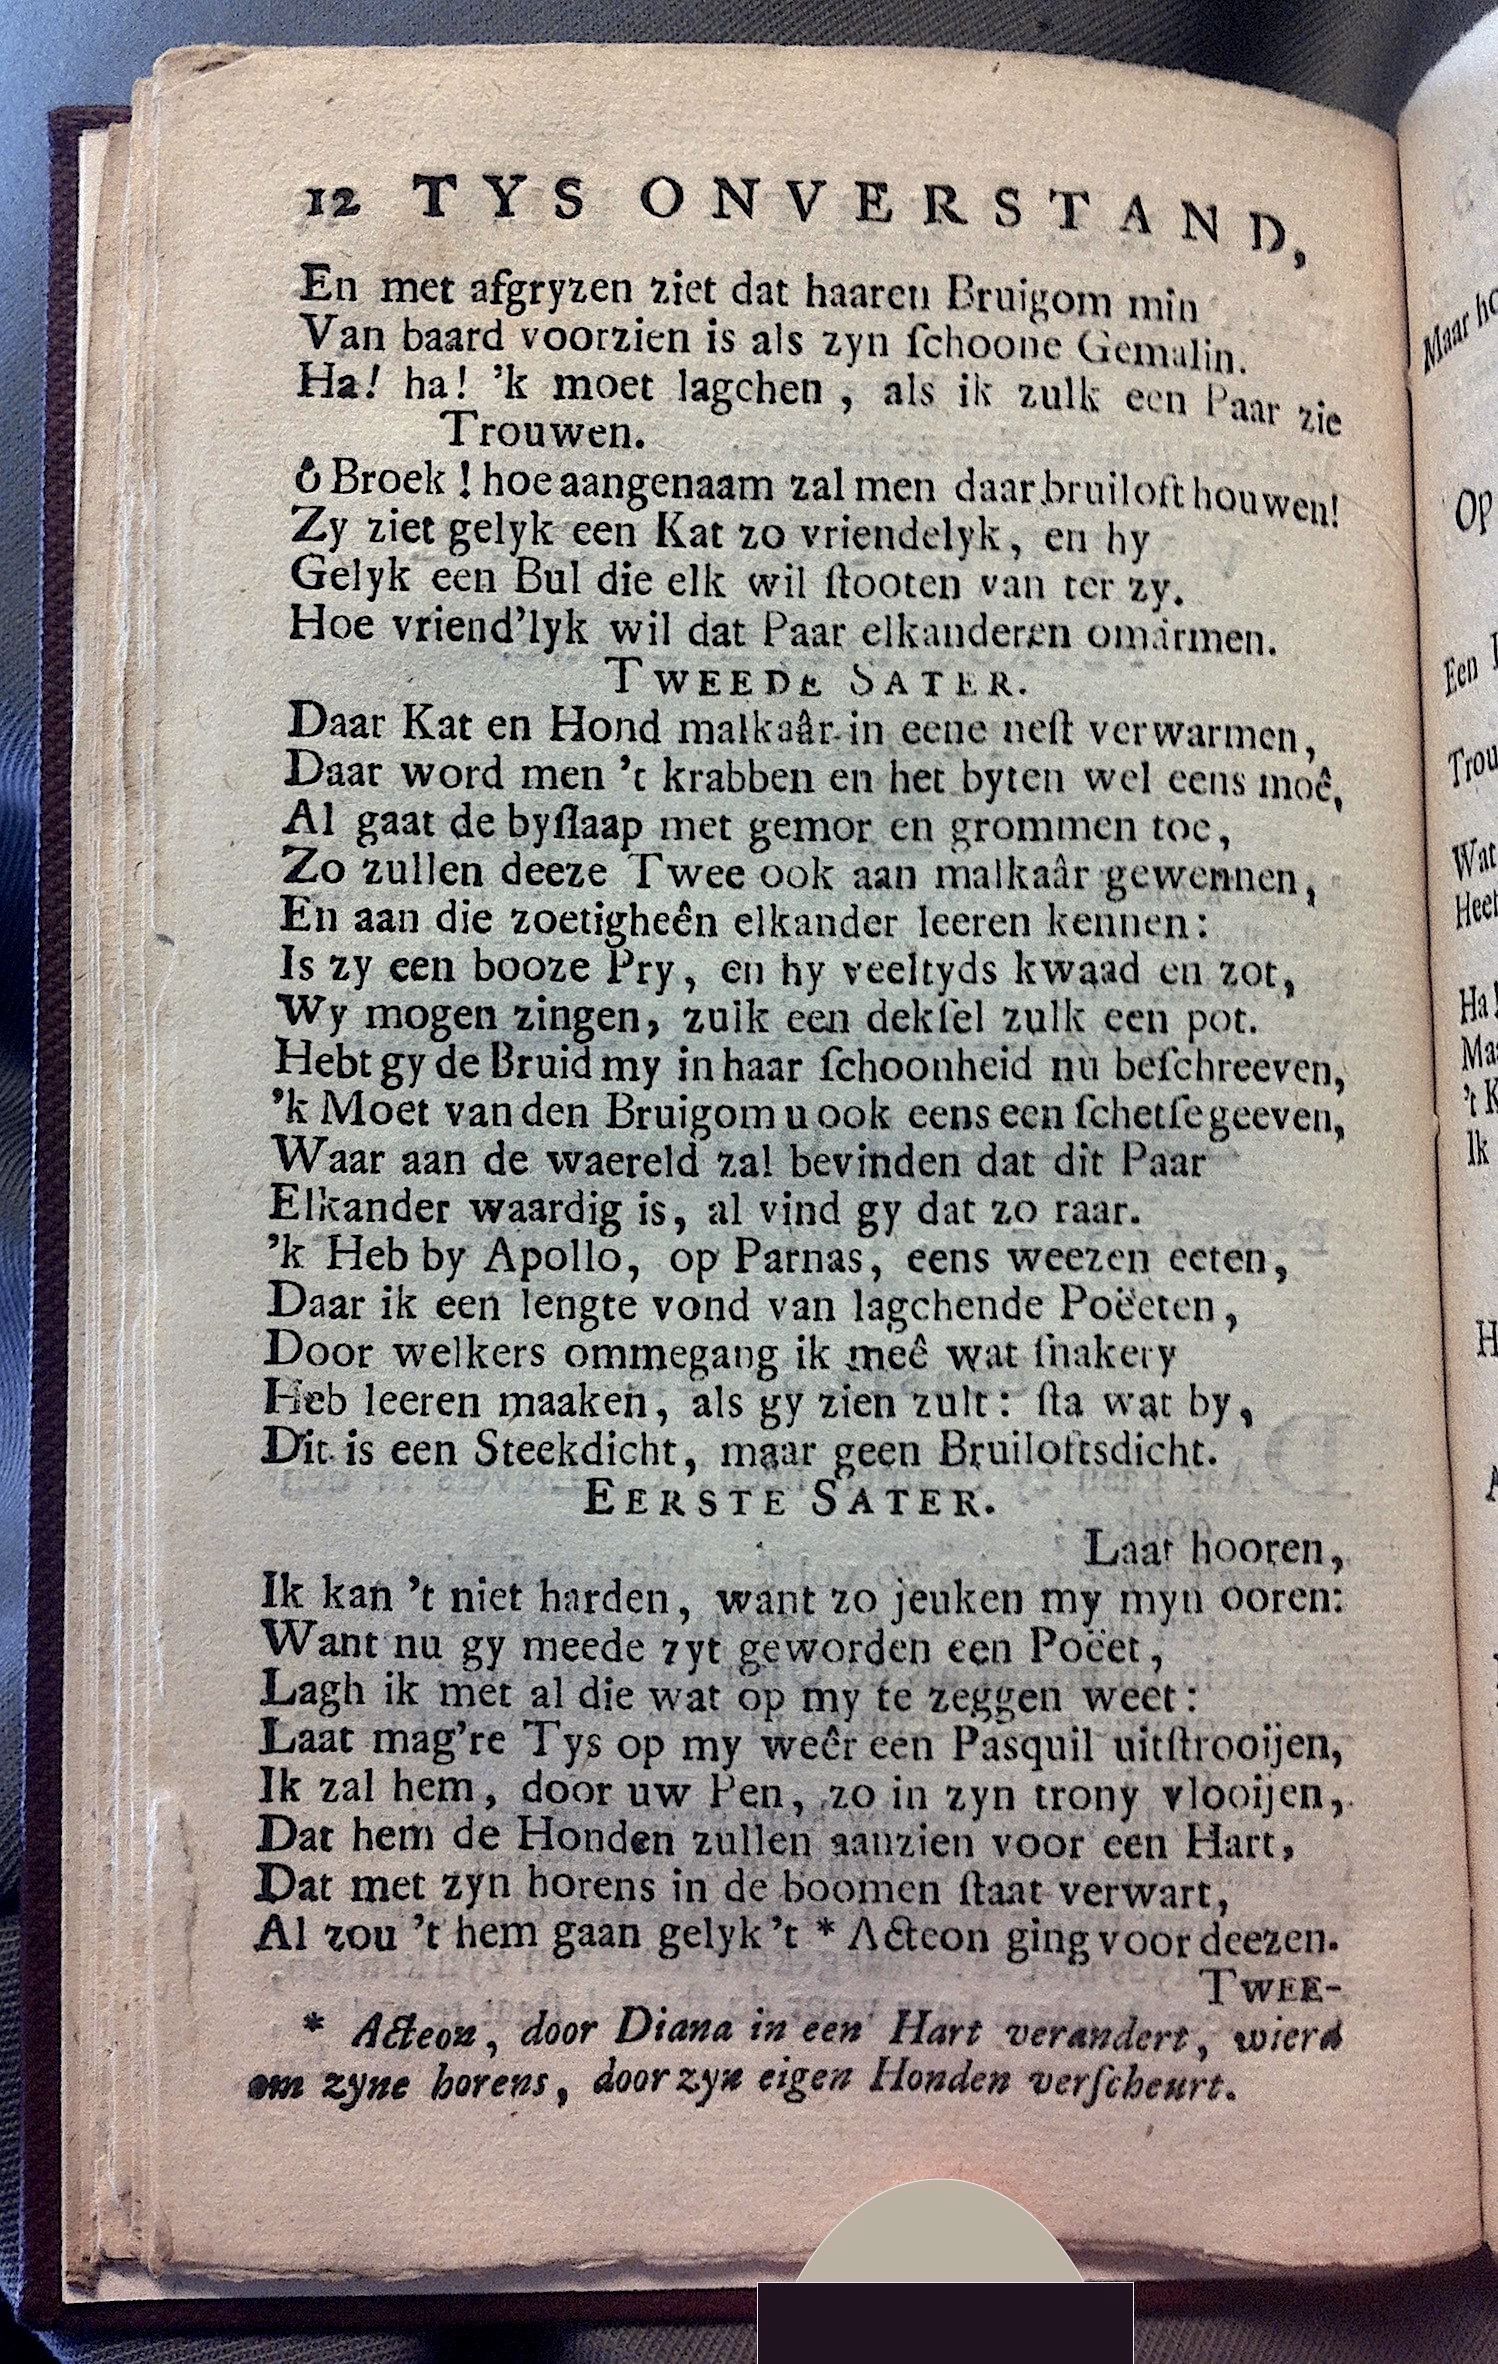 12 TYS ONVERSTAND,
En met afgryzen ziet dat haaren Bruigom min
Van baard voorzien is als zyn ſchoone Gemalin.
Ha! ha! 'k moet lagchen, als ik zulk een Paar zie
Trouwen.
ô Broek! hoe aangenaam zal men daar bruiloft houwen!
Zy ziet gelyk een Kat zo vriendelyk, en hy
Gelyk een Bul die elk wil ſtooten van ter zy.
Hoe vriend'lyk wil dat Paar elkanderen omarmen.
TWEEDE SATER.
Daar Kat en Hond malkaâr in eene neſt verwarmen,
Daar word men 't krabben en het byten wel eens moê,
Al gaat de byſlaap met gemor en grommen toe,
Zo zullen deeze Twee ook aan malkaâr gewennen,
En aan die zoetigheên elkander leeren kennen:
Is zy een booze Pry, en hy veeltyds kwaad en zot,
Wy mogen zingen, zulk een dekſel zulk een pot.
Hebt gy de Bruid my in haar ſchoonheid nu beſchreeven,
'k Moet van den Bruigom u ook eens een ſchetſe geeven,
Waar aan de waereld zal bevinden dat dit Paar
Elkander waardig is, al vind gy dat zo raar.
'k Heb by Apollo, op Parnas, eens weezen eeten,
Daar ik een lengte vond van lagchende Poëeten,
Door welkers ommegang ik meê wat ſnakery
Heb leeren maaken, als gy zien zult: ſta wat by,
Dit is een Steekdicht, maar geen Bruiloftsdicht.
EERSTE SATER.
Laat hooren,
Ik kan 't niet harden, want zo jeuken my myn ooren:
Want nu gy meede zyt geworden een Poëet,
Lagh ik met al die wat op my te zeggen weet:
Laat mag're Tys op my weêr een Pasquil uitſtrooijen,
Ik zal hem, door uw Pen, zo in zyn trony vlooijen,
Dat hem de Honden zullen aanzien voor een Hart,
Dat met zyn horens in de boomen ſtaat verwart,
Al zou 't hem gaan gelyk 't * Acteon ging voor deezen.
TWEE-
* Acteon, door Diana in een Hart verandert, wierd
om zyne horens, door zyn eigen Honden verſcheurt.
Maar
Op
Een
Trou
Wat
Heet
Ha!
Ma
't K
Ik
H